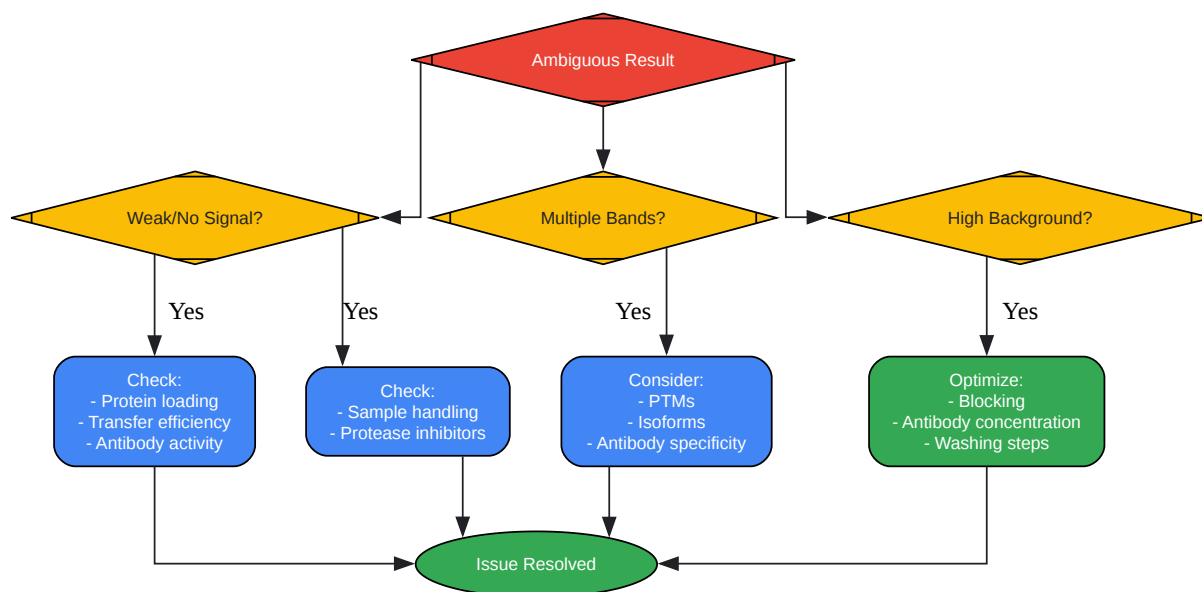 Ambiguous Result
Weak/No Signal?
Multiple Bands?
High Background?
Yes
Yes
Yes
Yes
Check:
- Protein loading
- Transfer efficiency
- Antibody activity
Check:
- Sample handling
- Protease inhibitors
Consider:
- PTMs
- Isoforms
- Antibody specificity
Optimize:
- Blocking
- Antibody concentration
- Washing steps
Issue Resolved